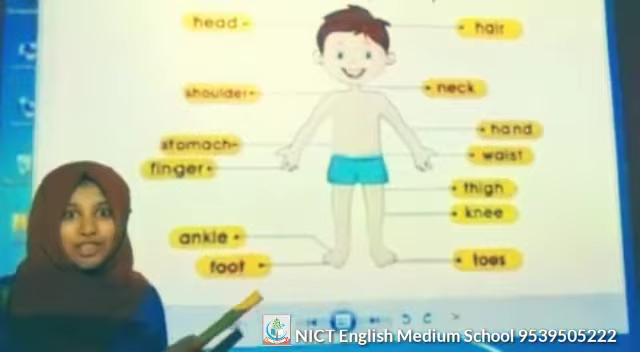 head
hair
shoulder
neck
hand
stomach
waist
finger
thigh
knee
ankle
foot
toes
NICT English Medium School 9539505222